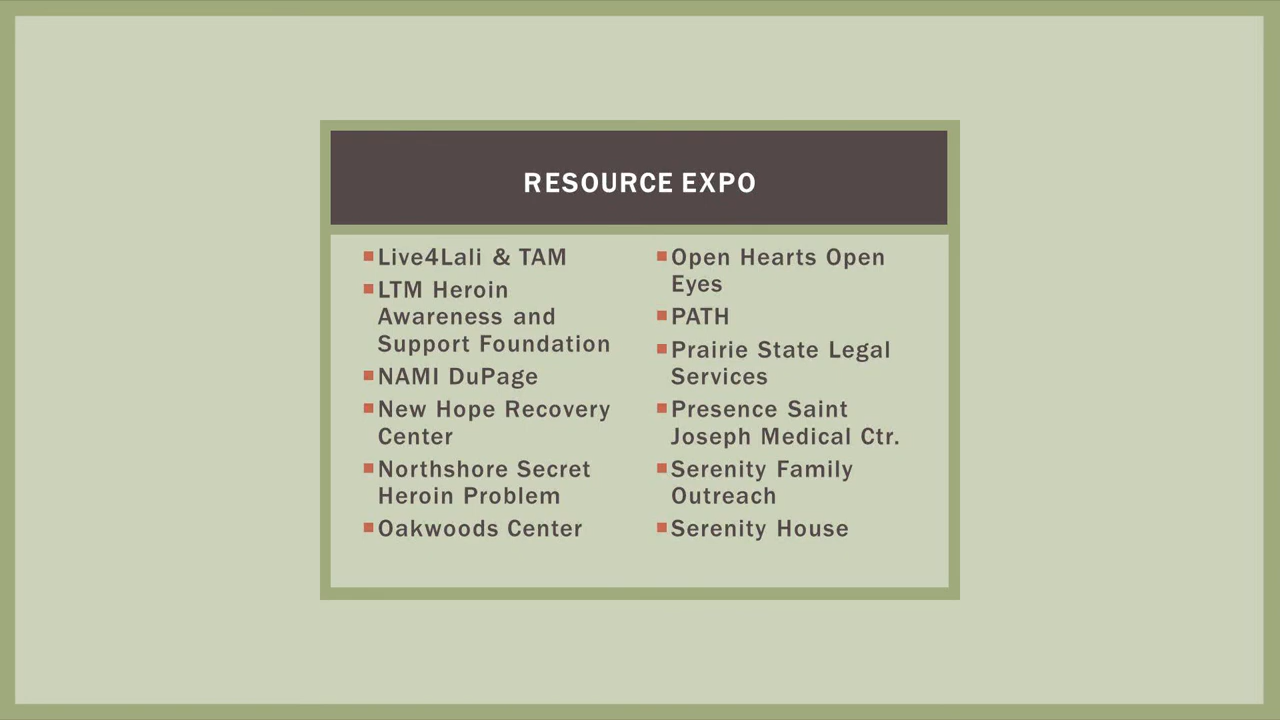 RESOURCE EXPO
Live4Lali & TAM
LTM Heroin
Awareness and
Support Foundation
NAMI DuPage
New Hope Recovery
Center
Northshore Secret
Heroin Problem
Oakwoods Center
Open Hearts Open
Eyes
PATH
Prairie State Legal
Services
Presence Saint
Joseph Medical Ctr.
Serenity Family
Outreach
Serenity House